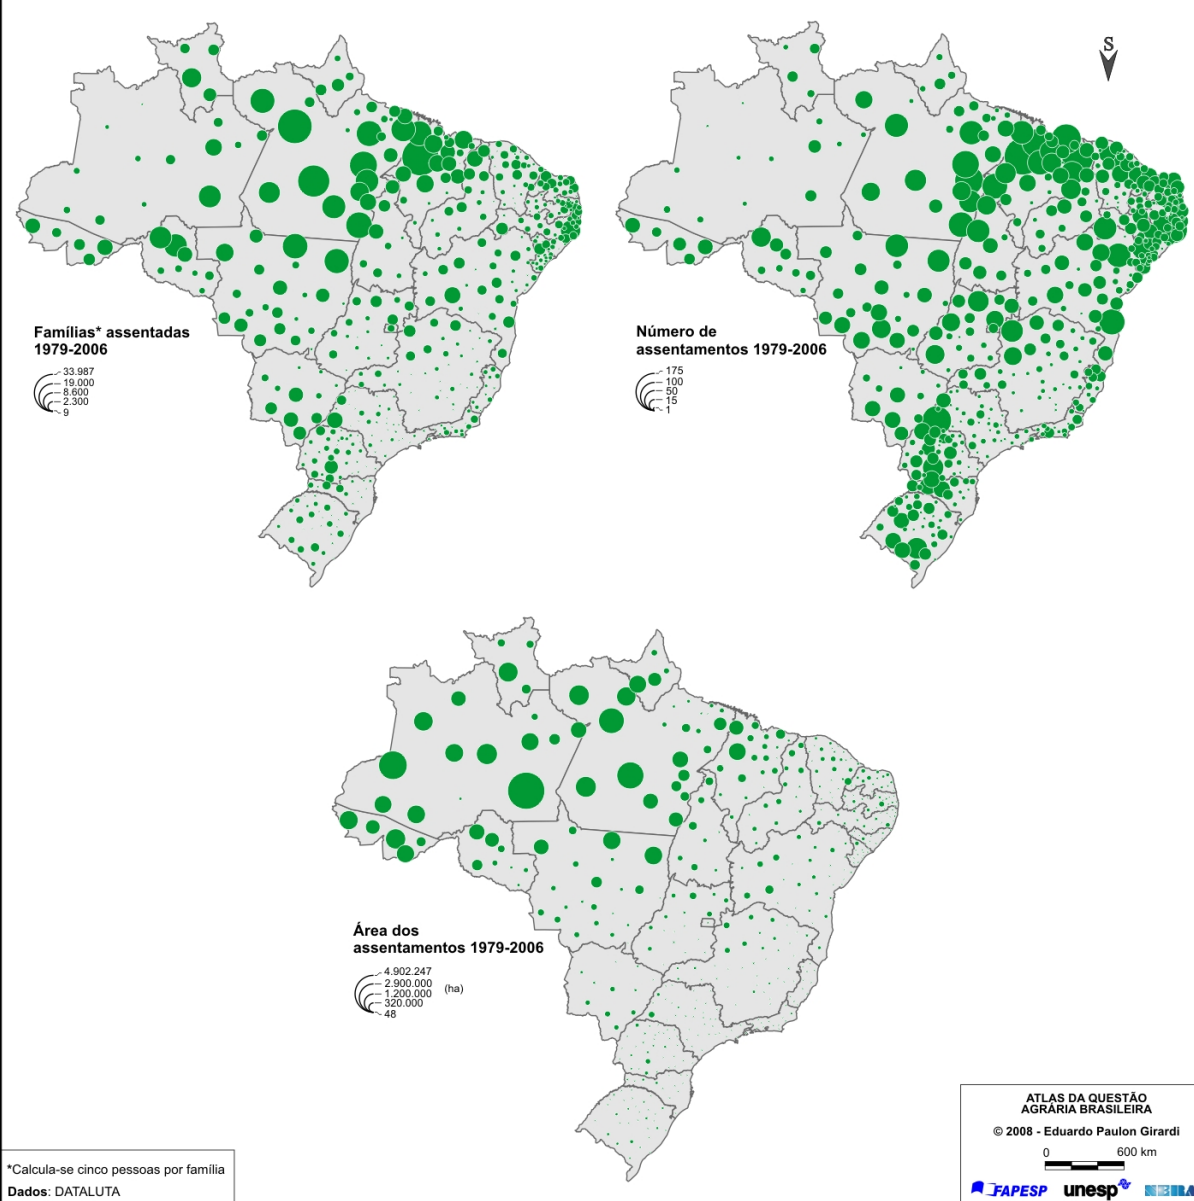 S
Famílias* assentadas
1979-2006
33.987
19.000
8.600
2.300
9
Número de
assentamentos 1979-2006
175
100
50
15
1
Área dos
assentamentos 1979-2006
4.902.247
2.900.000
1.200.000
320.000
48
(ha)
ATLAS DA QUESTÃO
AGRÁRIA BRASILEIRA
© 2008 - Eduardo Paulon Girardi
0 600 km
FAPESP unesp
*Calcula-se cinco pessoas por família
Dados: DATALUTA